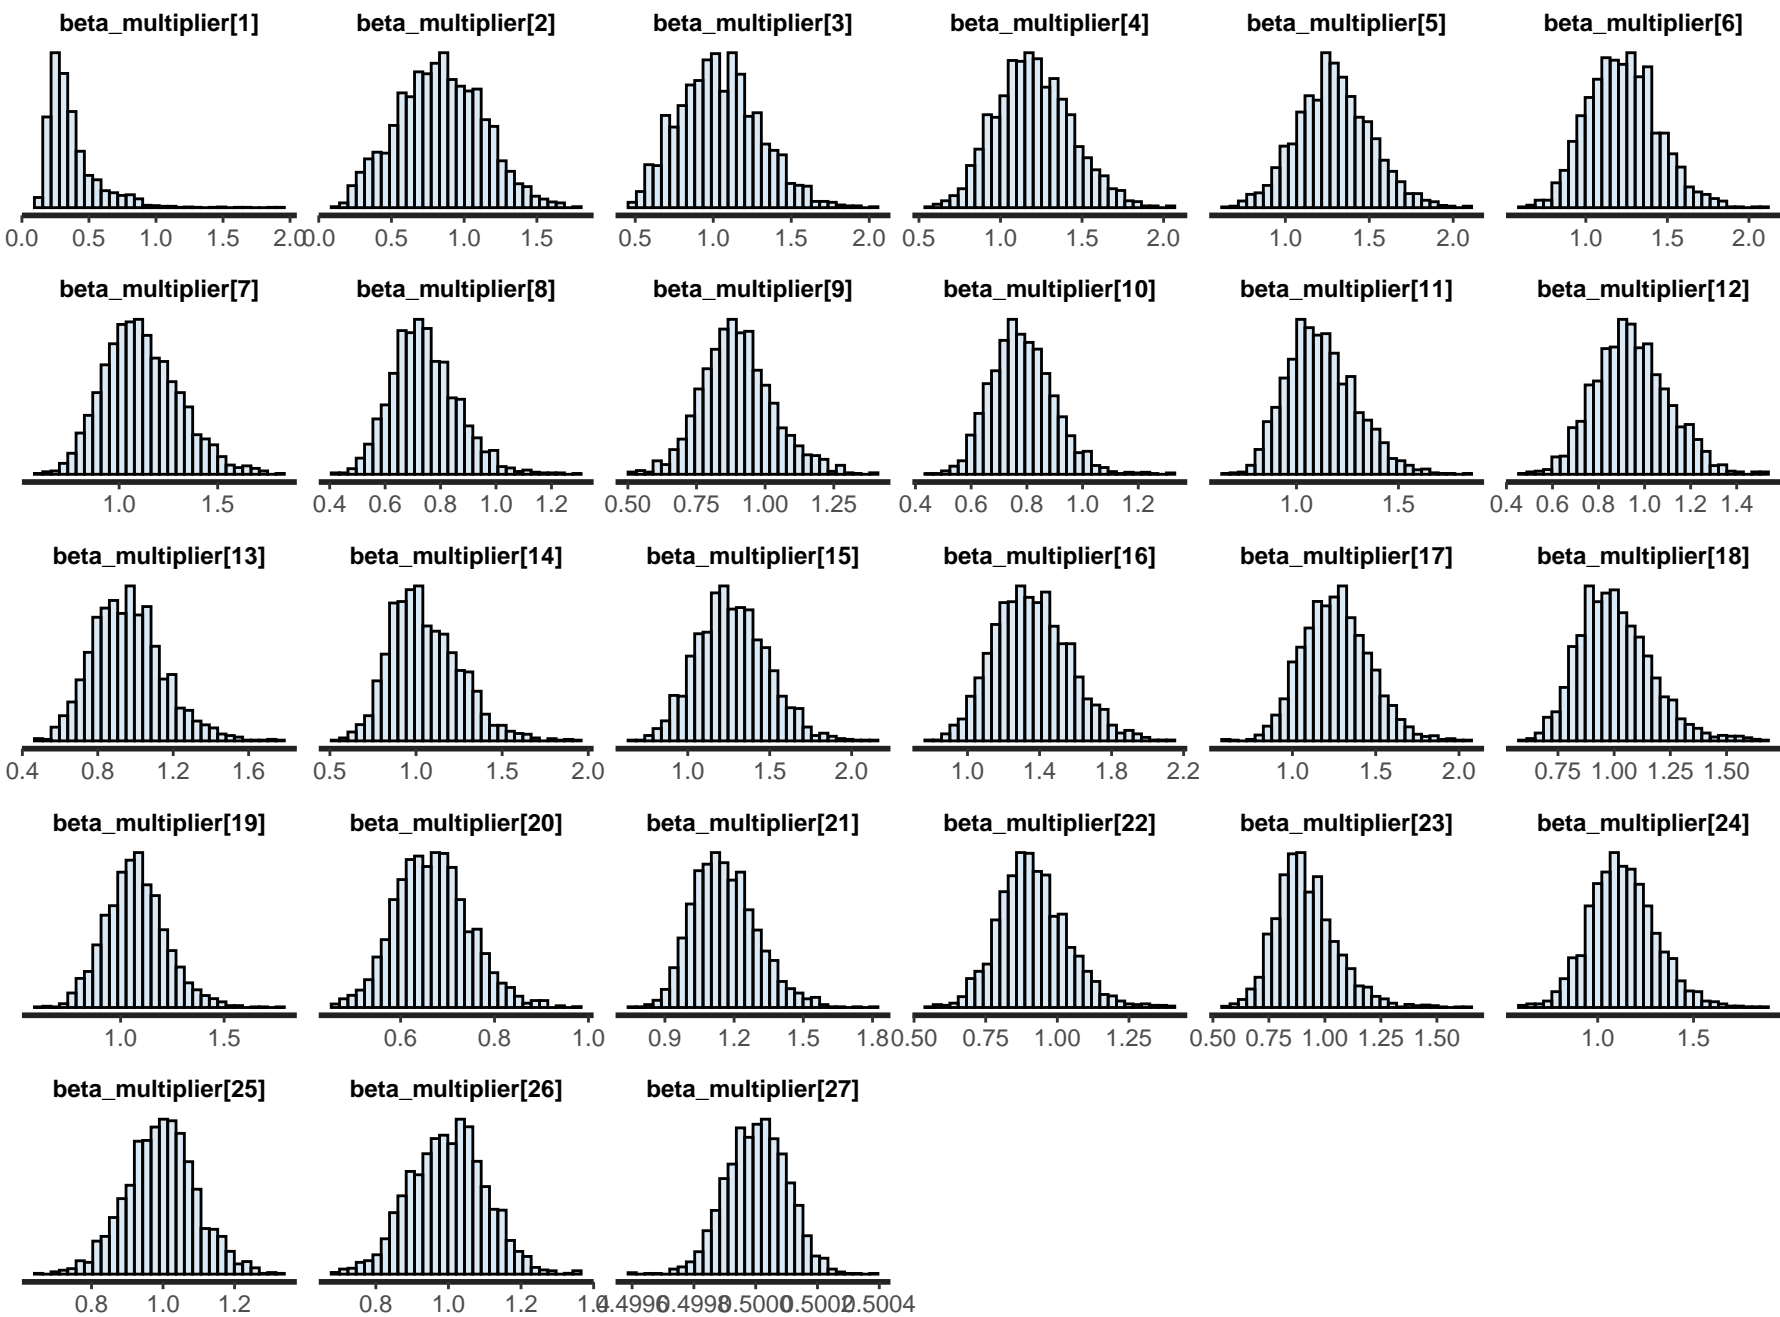 beta_multiplier[1] beta_multiplier[2] beta_multiplier[3] beta_multiplier[4] beta_multiplier[5] beta_multiplier[6]
0.0 0.5 1.0 1.5 2.0 0.0 0.5 1.0 1.5 0.5 1.0 1.5 2.0 0.5 1.0 1.5 2.0 1.0 1.5 2.0 1.0 1.5 2.0
beta_multiplier[7] beta_multiplier[8] beta_multiplier[9] beta_multiplier[10] beta_multiplier[11] beta_multiplier[12]
1.0 1.5 0.4 0.6 0.8 1.0 1.2 0.50 0.75 1.00 1.25 0.4 0.6 0.8 1.0 1.2 1.0 1.5 0.4 0.6 0.8 1.0 1.2 1.4
beta_multiplier[13] beta_multiplier[14] beta_multiplier[15] beta_multiplier[16] beta_multiplier[17] beta_multiplier[18]
0.4 0.8 1.2 1.6 0.5 1.0 1.5 2.0 1.0 1.5 2.0 1.0 1.4 1.8 2.2 1.0 1.5 2.0 0.75 1.00 1.25 1.50
beta_multiplier[19] beta_multiplier[20] beta_multiplier[21] beta_multiplier[22] beta_multiplier[23] beta_multiplier[24]
1.0 1.5 0.6 0.8 1.0 0.9 1.2 1.5 1.8 0.50 0.75 1.00 1.25 0.50 0.75 1.00 1.25 1.50 1.0 1.5
beta_multiplier[25] beta_multiplier[26] beta_multiplier[27]
0.8 1.0 1.2 0.8 1.0 1.2 1.4 0.4996 0.4998 0.5000 0.5002 0.5004